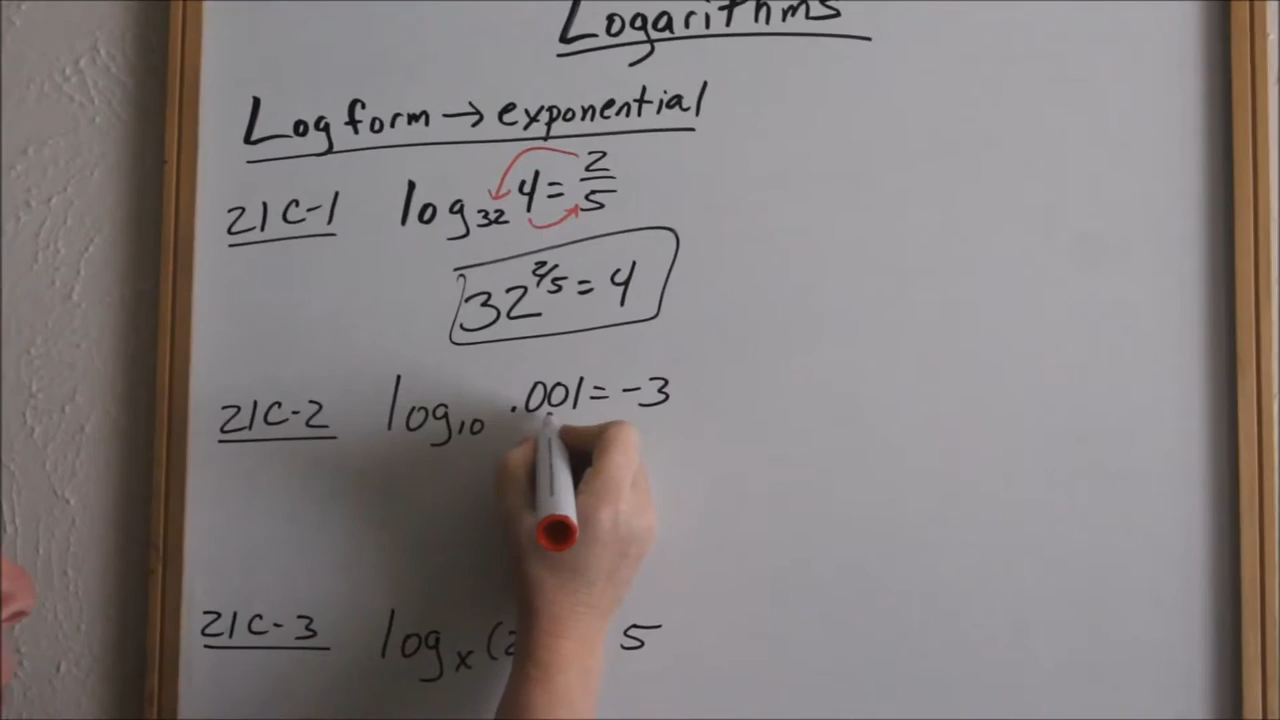 Logarithms
Log form → exponential
21C-1 log₃₂ 4 = 2/5
32^(2/5) = 4
21C-2 log₁₀ .001 = -3
21C-3 logₓ (2 5